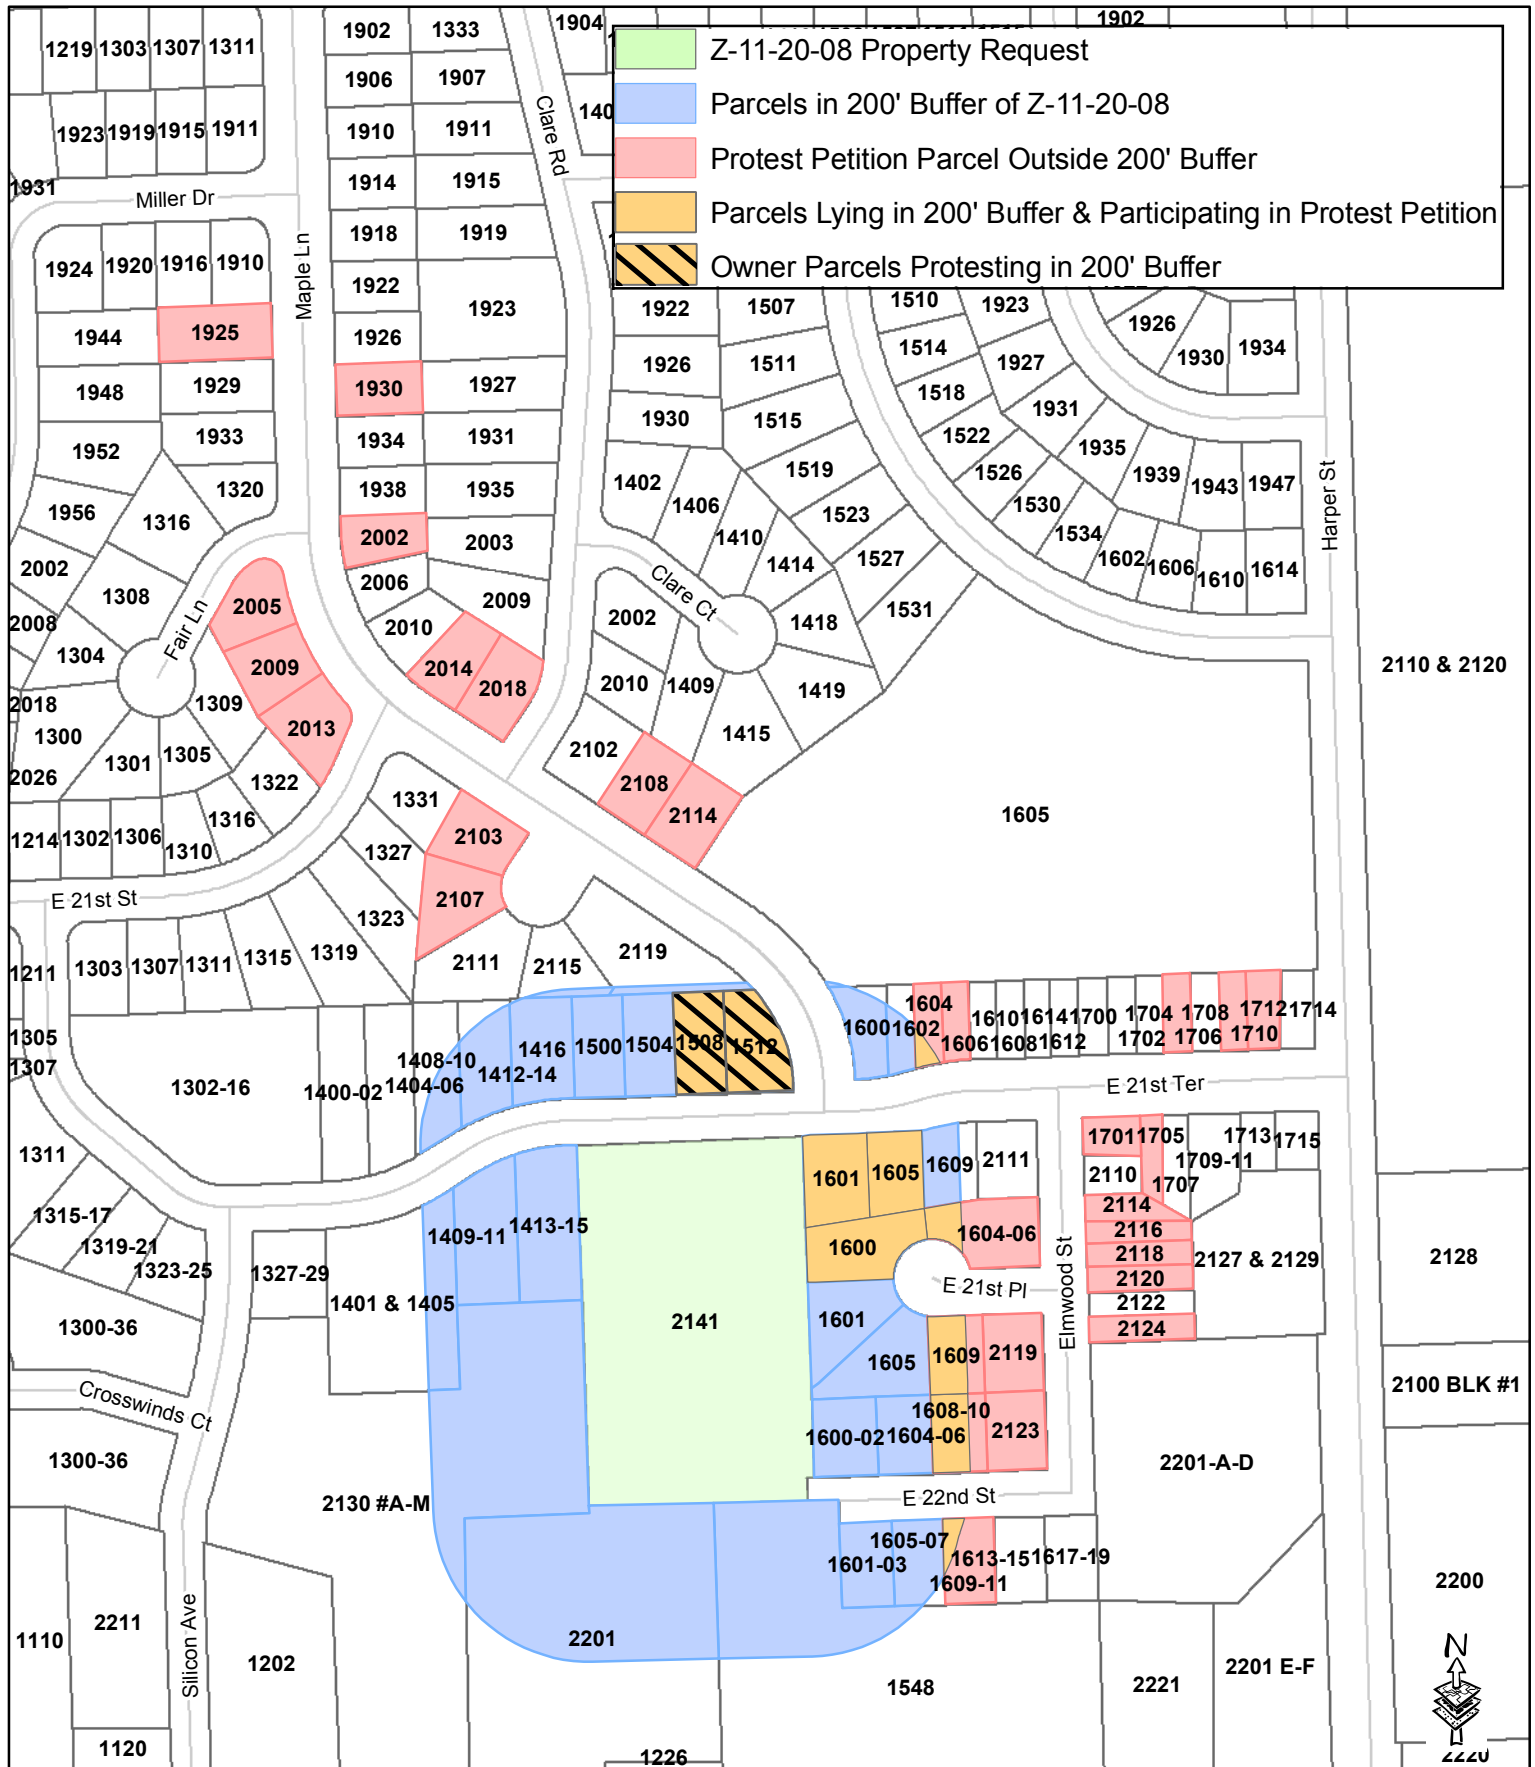 Z-11-20-08 Property Request
Parcels in 200' Buffer of Z-11-20-08
Protest Petition Parcel Outside 200' Buffer
Parcels Lying in 200' Buffer & Participating in Protest Petition
Owner Parcels Protesting in 200' Buffer
1219 1303 1307 1311
1902 1333 1904 1902
1906 1907
1923 1919 1915 1911
1910 1911
1914 1915
1931
Miller Dr
Maple Ln
Clare Rd
1918 1919
1924 1920 1916 1910
1922 1923
1922 1507 1510 1923
1926 1930 1934
1944 1925 1926
1926 1511 1514 1927
1948 1929 1930 1927
1930 1515 1518 1931
1952 1933 1934 1931
1522 1935
1320 1938 1935
1402 1406 1519 1526 1939 1943 1947
1956 1316
1410 1523 1530 1534
Harper St
2002 2003
2002 1308 2006 2009
Clare Ct
1414 1527 1602 1606 1610 1614
2008 Fair Ln 2005
2010 2002 1418 1531
1304 2009 2014 2018
2010 1409 1419
2110 & 2120
2018 1300 1309 2013
2102 1415
2026 1301 1305 1322
2108 2114
1605
1331 2103
1214 1302 1306 1310 1316
1327
E 21st St
2107
1323
1211 1303 1307 1311 1315 1319
2111 2115 2119
1305
1307
1302-16 1400-02 1404-06 1408-10 1412-14 1416 1500 1504 1508 1512
1600 1602 1604 1606 1610 1608 1614 1612 1700 1704 1702 1708 1706 1712 1710 1714
E 21st Ter
1311
1315-17
1319-21
1323-25
1327-29
1401 & 1405
1409-11 1413-15
2141
1601 1605 1609 2111
1600 1604-06
E 21st Pl
Elmwood St
1701 1705 1713 1715
2110 1709-11
1707
2114
2116
2118
2120
2122
2124
2127 & 2129
2128
1601 1605 1609 2119
1608-10
1600-02 1604-06 2123
E 22nd St
2100 BLK #1
1300-36
Crosswinds Ct
1300-36
2130 #A-M
2201-A-D
1605-07
1601-03
1613-15 1617-19
1609-11
2200
Silicon Ave
2211
1110
1202
2201
1548
2221
2201 E-F
1120
1226
N
2220